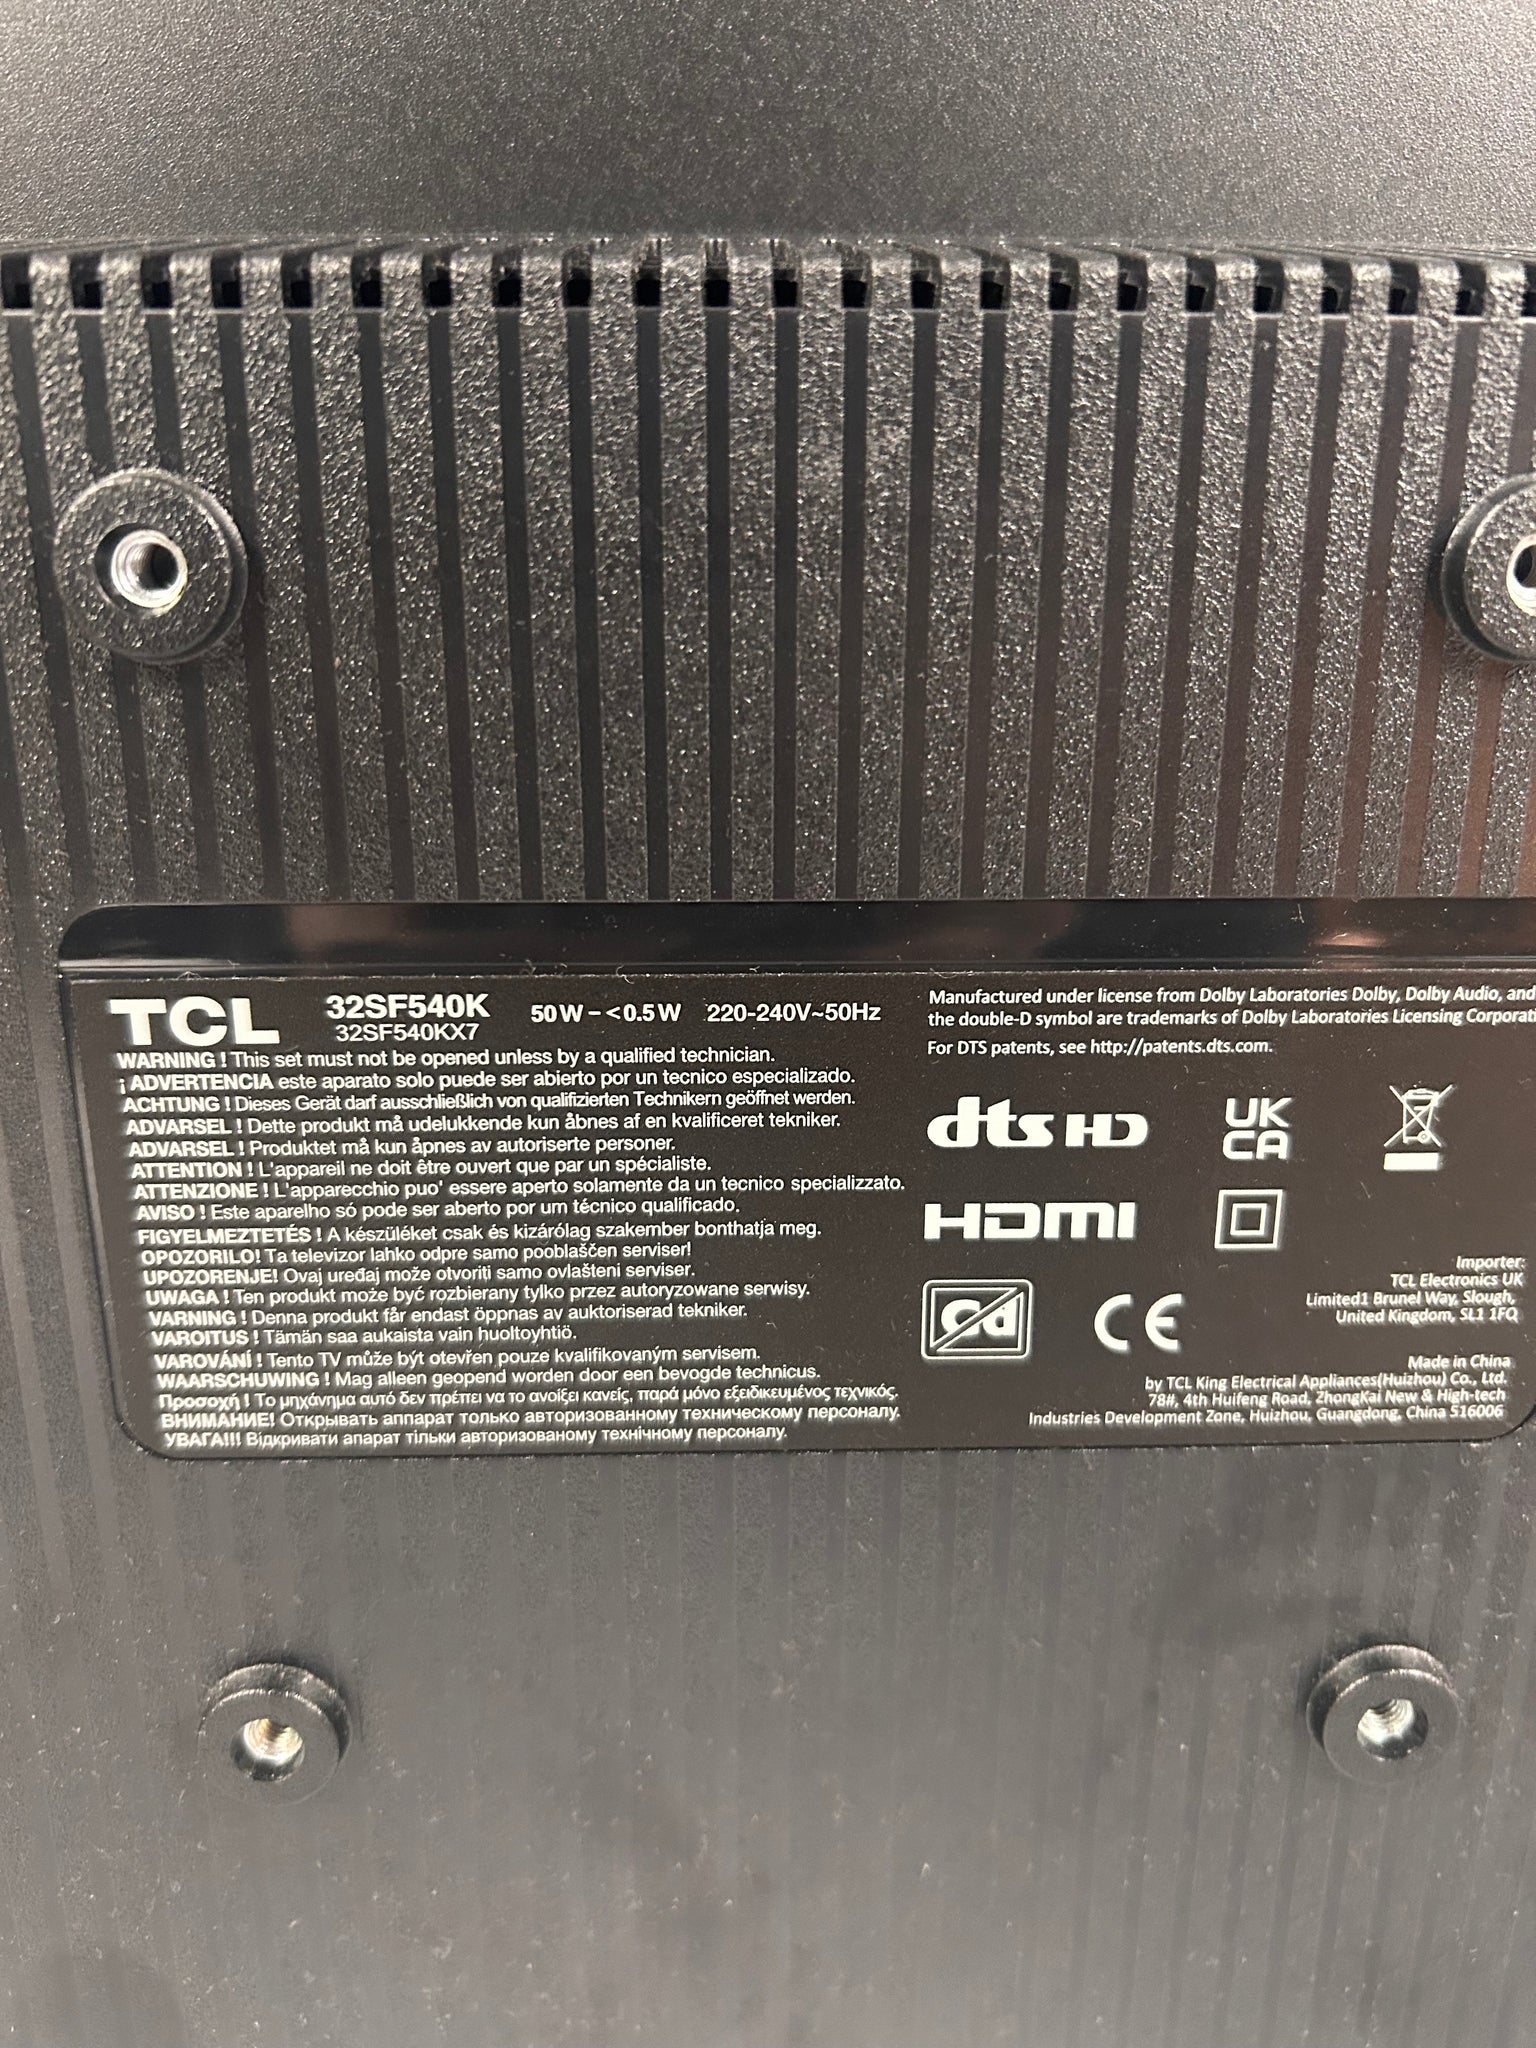 TCL 32SF540K 50W-<0.5W 220-240V~50Hz
32SF540KX7
WARNING ! This set must not be opened unless by a qualified technician.
¡ ADVERTENCIA este aparato solo puede ser abierto por un tecnico especializado.
ACHTUNG ! Dieses Gerät darf ausschließlich von qualifizierten Technikern geöffnet werden.
ADVARSEL ! Dette produkt må udelukkende kun åbnes af en kvalificeret tekniker.
ADVARSEL ! Produktet må kun åpnes av autoriserte personer.
ATTENTION ! L'appareil ne doit être ouvert que par un spécialiste.
ATTENZIONE ! L'apparecchio puo' essere aperto solamente da un tecnico specializzato.
AVISO ! Este aparelho só pode ser aberto por um técnico qualificado.
FIGYELMEZTETÉS ! A készüléket csak és kizárólag szakember bonthatja meg.
OPOZORILO! Ta televizor lahko odpre samo pooblaščen serviser!
UPOZORENJE! Ovaj uređaj može otvoriti samo ovlašteni serviser.
UWAGA ! Ten produkt może być rozbierany tylko przez autoryzowane serwisy.
VARNING ! Denna produkt får endast öppnas av auktoriserad tekniker.
VAROITUS ! Tämän saa aukaista vain huoltoyhtiö.
VAROVÁNÍ ! Tento TV může být otevřen pouze kvalifikovaným servisem.
WAARSCHUWING ! Mag alleen geopend worden door een bevogde technicus.
Προσοχή ! Το μηχάνημα αυτό δεν πρέπει να το ανοίξει κανείς, παρά μόνο εξειδικευμένος τεχνικός.
ВНИМАНИЕ! Открывать аппарат только авторизованному техническому персоналу.
УВАГА!!! Відкривати апарат тільки авторизованному технічному персоналу.
Manufactured under license from Dolby Laboratories Dolby, Dolby Audio, and
the double-D symbol are trademarks of Dolby Laboratories Licensing
For DTS patents, see http://patents.dts.com.
dts HD
UK
CA
HDMI
Pb
CE
Importer:
TCL Electronics UK
Limited1 Brunel Way, Slough,
United Kingdom, SL1 1FQ
Made in China
by TCL King Electrical Appliances(Huizhou) Co., Ltd.
78#, 4th Huifeng Road, ZhongKai New & High-tech
Industries Development Zone, Huizhou, Guangdong, China 516006